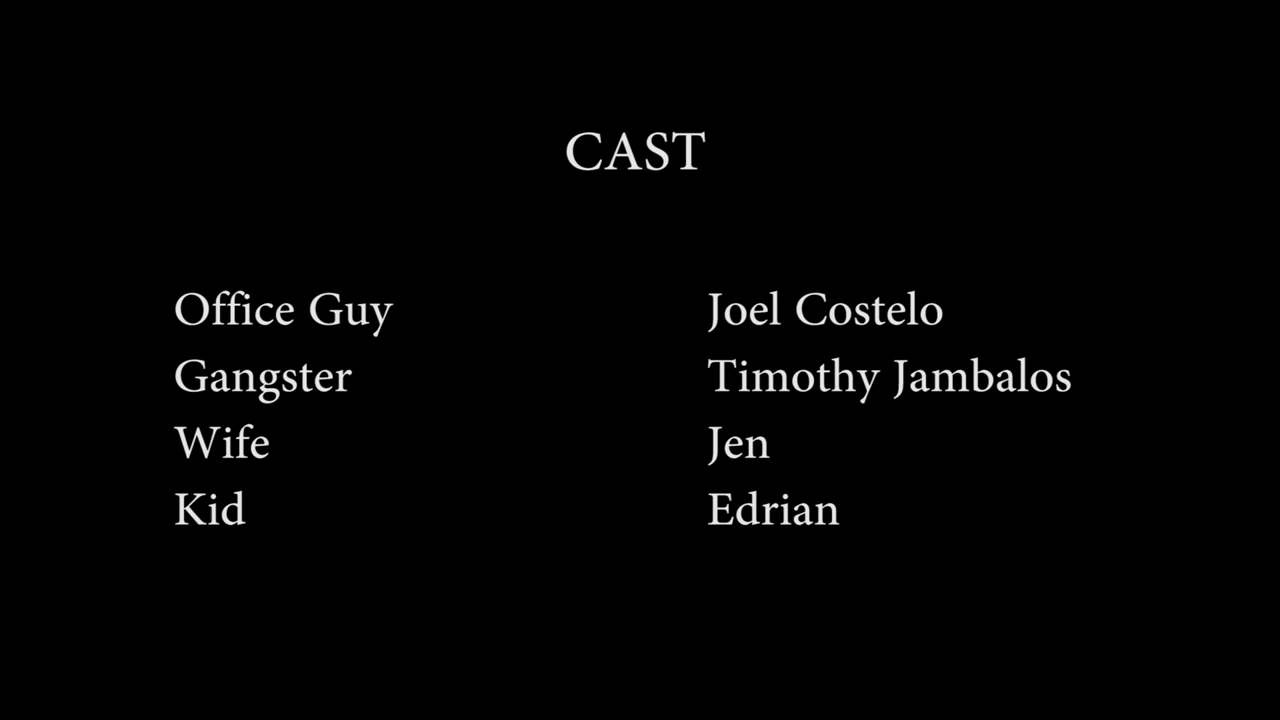 CAST
Office Guy Joel Costelo
Gangster Timothy Jambalos
Wife Jen
Kid Edrian